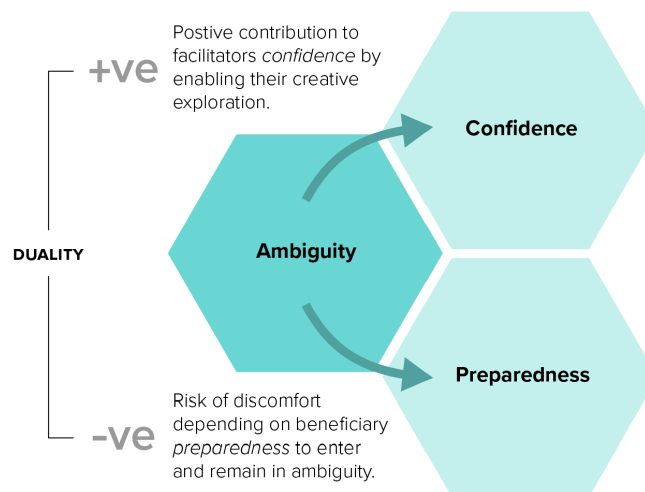 +ve
Postive contribution to
facilitators confidence by
enabling their creative
exploration.
Confidence
DUALITY
Ambiguity
Preparedness
-ve
Risk of discomfort
depending on beneficiary
preparedness to enter
and remain in ambiguity.